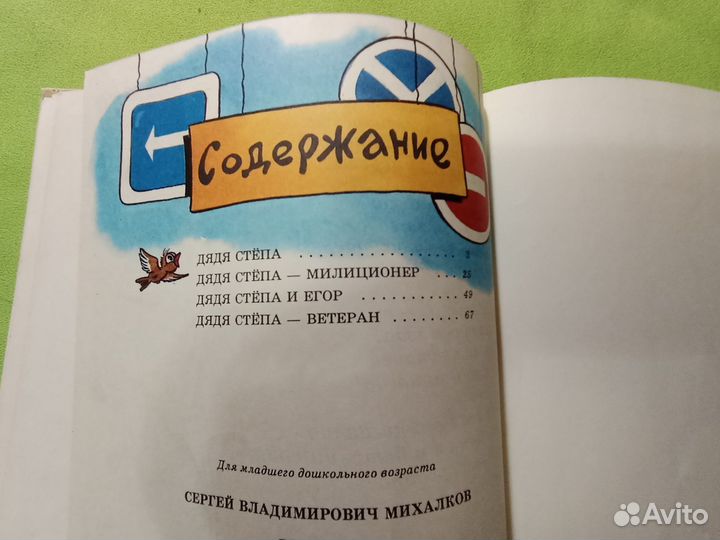 Содержание
ДЯДЯ СТЁПА . . . . . . . . . . . . . . . . 3
ДЯДЯ СТЁПА — МИЛИЦИОНЕР . . . . 25
ДЯДЯ СТЁПА И ЕГОР . . . . . . . . . . 49
ДЯДЯ СТЁПА — ВЕТЕРАН . . . . . . . . 67
Для младшего дошкольного возраста
СЕРГЕЙ ВЛАДИМИРОВИЧ МИХАЛКОВ
Avito